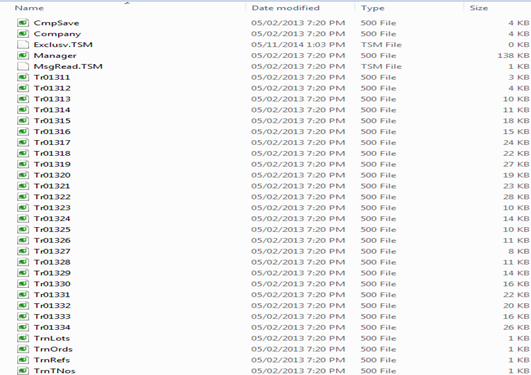 Name Date modified Type Size
CmpSave 05/02/2013 7:20 PM 500 File 4 KB
Company 05/02/2013 7:20 PM 500 File 4 KB
Exclusv.TSM 05/11/2014 1:03 PM TSM File 0 KB
Manager 05/02/2013 7:20 PM 500 File 138 KB
MsgRead.TSM 05/02/2013 7:20 PM TSM File 1 KB
Tr01311 05/02/2013 7:20 PM 500 File 3 KB
Tr01312 05/02/2013 7:20 PM 500 File 4 KB
Tr01313 05/02/2013 7:20 PM 500 File 10 KB
Tr01314 05/02/2013 7:20 PM 500 File 11 KB
Tr01315 05/02/2013 7:20 PM 500 File 18 KB
Tr01316 05/02/2013 7:20 PM 500 File 15 KB
Tr01317 05/02/2013 7:20 PM 500 File 24 KB
Tr01318 05/02/2013 7:20 PM 500 File 22 KB
Tr01319 05/02/2013 7:20 PM 500 File 27 KB
Tr01320 05/02/2013 7:20 PM 500 File 19 KB
Tr01321 05/02/2013 7:20 PM 500 File 23 KB
Tr01322 05/02/2013 7:20 PM 500 File 28 KB
Tr01323 05/02/2013 7:20 PM 500 File 10 KB
Tr01324 05/02/2013 7:20 PM 500 File 14 KB
Tr01325 05/02/2013 7:20 PM 500 File 10 KB
Tr01326 05/02/2013 7:20 PM 500 File 11 KB
Tr01327 05/02/2013 7:20 PM 500 File 8 KB
Tr01328 05/02/2013 7:20 PM 500 File 11 KB
Tr01329 05/02/2013 7:20 PM 500 File 14 KB
Tr01330 05/02/2013 7:20 PM 500 File 16 KB
Tr01331 05/02/2013 7:20 PM 500 File 22 KB
Tr01332 05/02/2013 7:20 PM 500 File 20 KB
Tr01333 05/02/2013 7:20 PM 500 File 16 KB
Tr01334 05/02/2013 7:20 PM 500 File 26 KB
TrnLots 05/02/2013 7:20 PM 500 File 1 KB
TrnOrds 05/02/2013 7:20 PM 500 File 1 KB
TrnRefs 05/02/2013 7:20 PM 500 File 1 KB
TrnTNos 05/02/2013 7:20 PM 500 File 1 KB